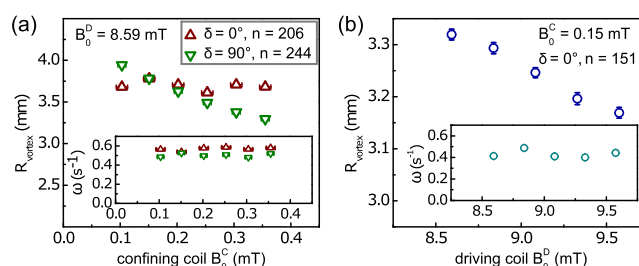 (a)
B₀ᴰ = 8.59 mT
δ = 0°, n = 206
δ = 90°, n = 244
4.5
4.0
3.5
3.0
2.5
R_vortex (mm)
0.6
0.4
0.2
0.0
ω (s⁻¹)
0.0 0.1 0.2 0.3 0.4
0.0 0.1 0.2 0.3 0.4
confining coil B₀ᶜ (mT)
(b)
B₀ᶜ = 0.15 mT
δ = 0°, n = 151
3.3
3.2
3.1
3.0
R_vortex (mm)
0.6
0.4
0.2
0.0
ω (s⁻¹)
8.5 9.0 9.5
8.5 9.0 9.5
driving coil B₀ᴰ (mT)